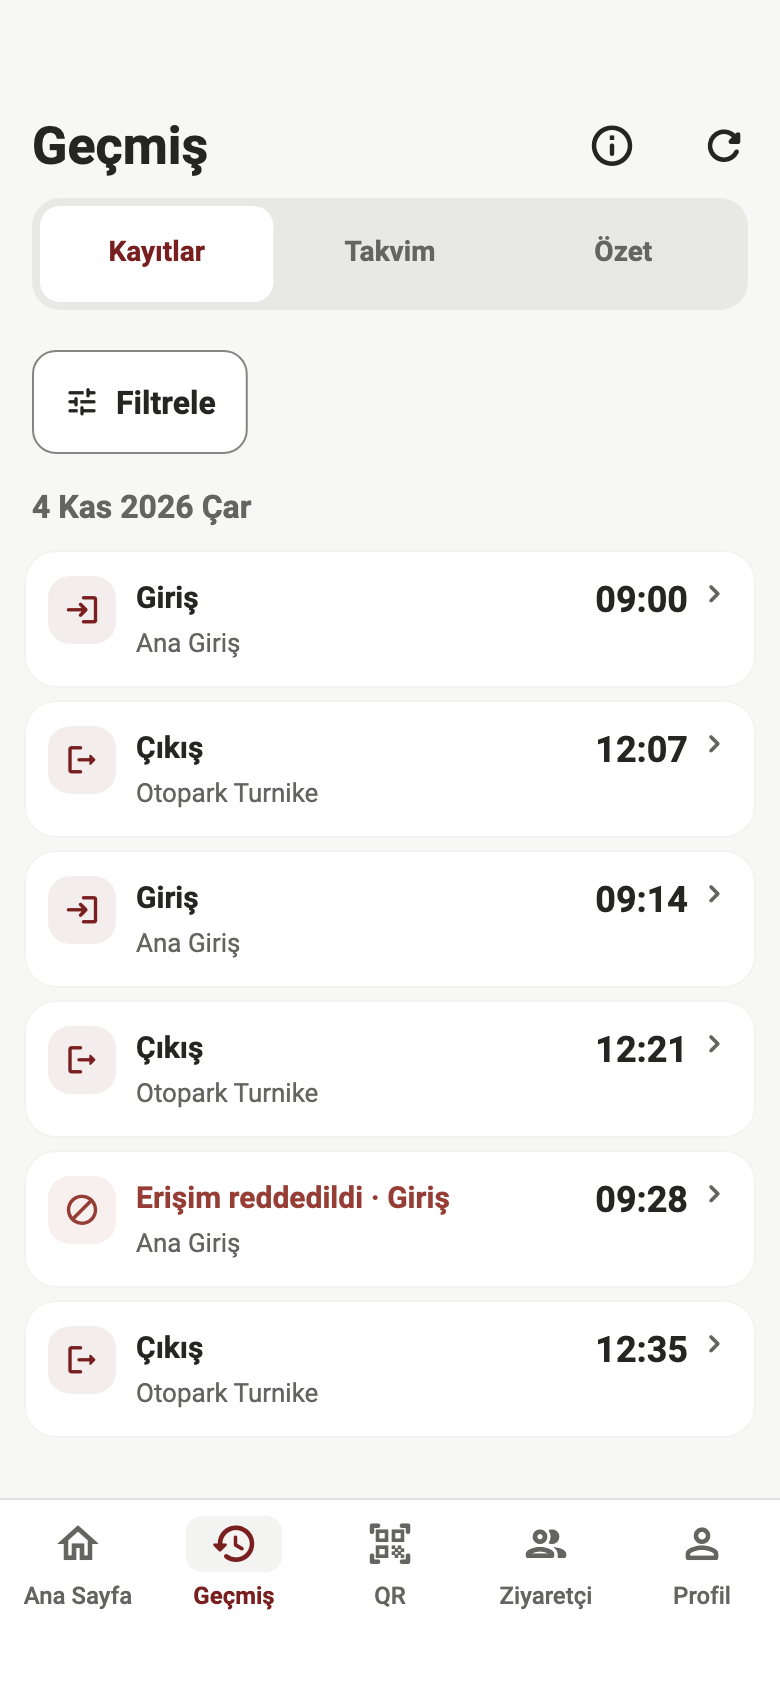 Geçmiş
Kayıtlar
Takvim
Özet
Filtrele
4 Kas 2026 Çar
Giriş
09:00
Ana Giriş
Çıkış
12:07
Otopark Turnike
Giriş
09:14
Ana Giriş
Çıkış
12:21
Otopark Turnike
Erişim reddedildi · Giriş
09:28
Ana Giriş
Çıkış
12:35
Otopark Turnike
Ana Sayfa
Geçmiş
QR
Ziyaretçi
Profil